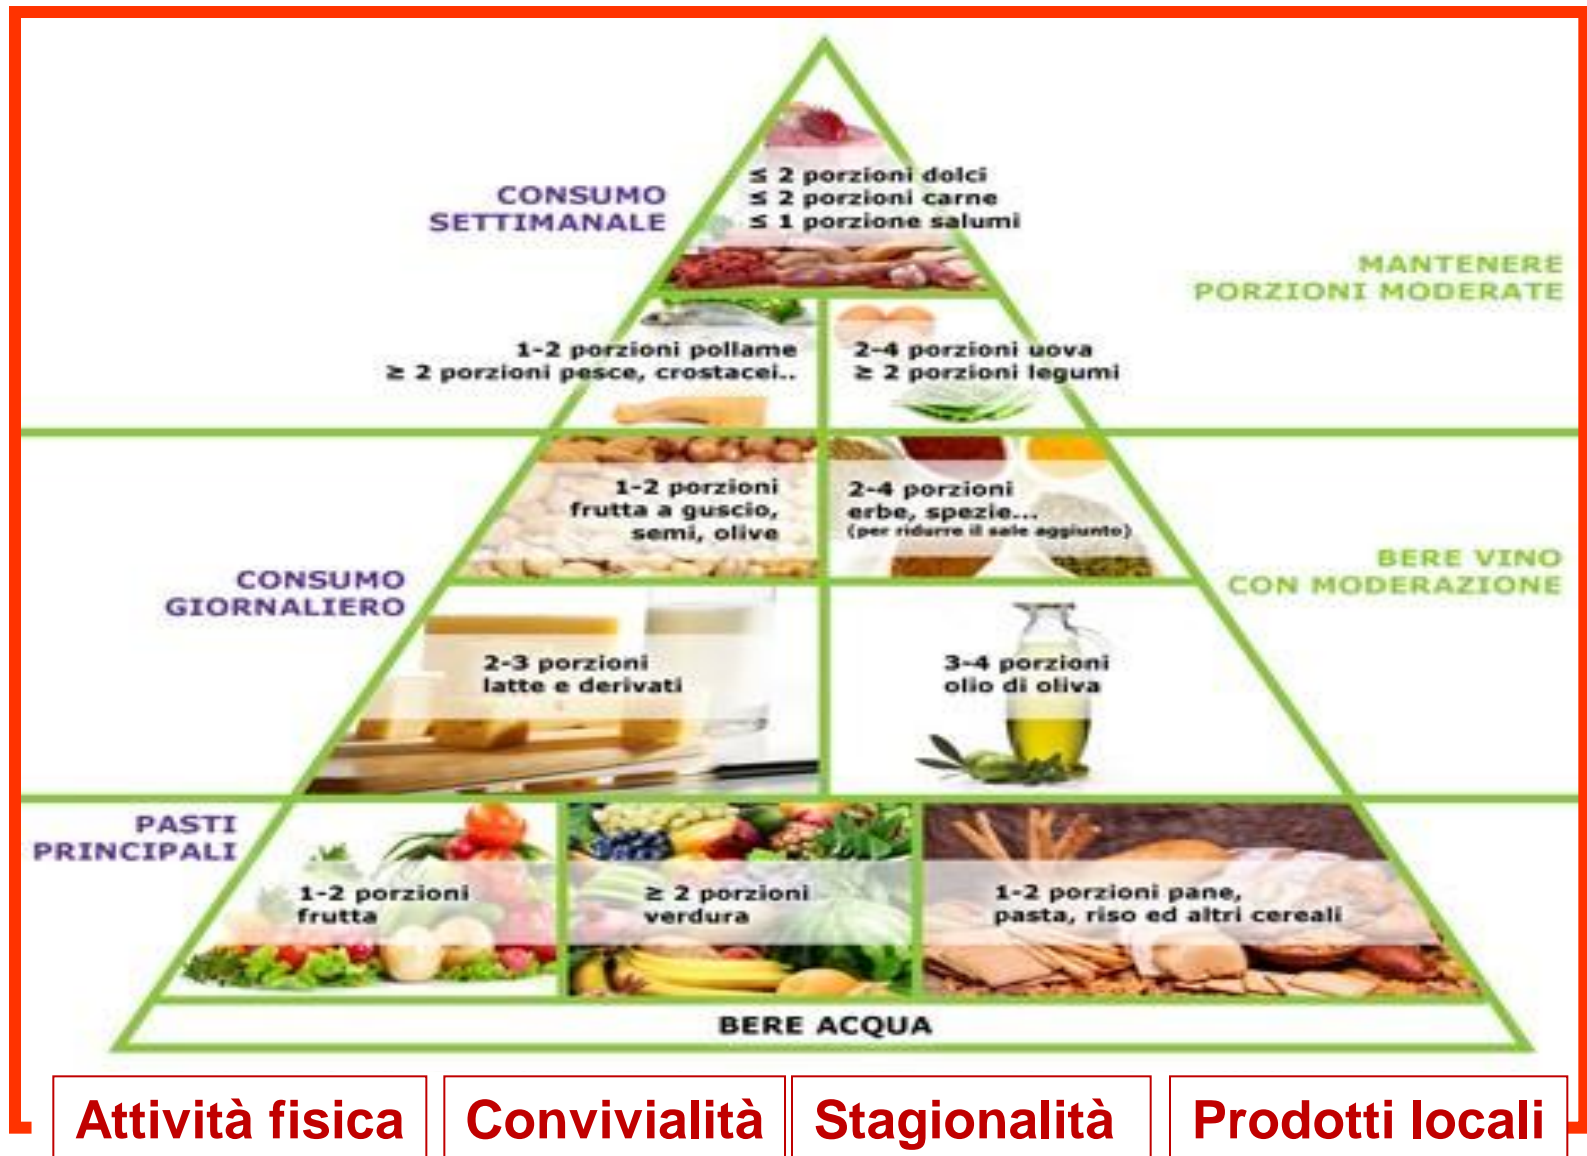 ≤ 2 porzioni dolci
≤ 2 porzioni carne
≤ 1 porzione salumi
CONSUMO
SETTIMANALE
MANTENERE
PORZIONI MODERATE
1-2 porzioni pollame
≥ 2 porzioni pesce, crostacei..
2-4 porzioni uova
≥ 2 porzioni legumi
1-2 porzioni
frutta a guscio,
semi, olive
2-4 porzioni
erbe, spezie...
(per ridurre il sale aggiunto)
CONSUMO
GIORNALIERO
BERE VINO
CON MODERAZIONE
2-3 porzioni
latte e derivati
3-4 porzioni
olio di oliva
PASTI
PRINCIPALI
1-2 porzioni
frutta
≥ 2 porzioni
verdura
1-2 porzioni pane,
pasta, riso ed altri cereali
BERE ACQUA
Attività fisica
Convivialità
Stagionalità
Prodotti locali